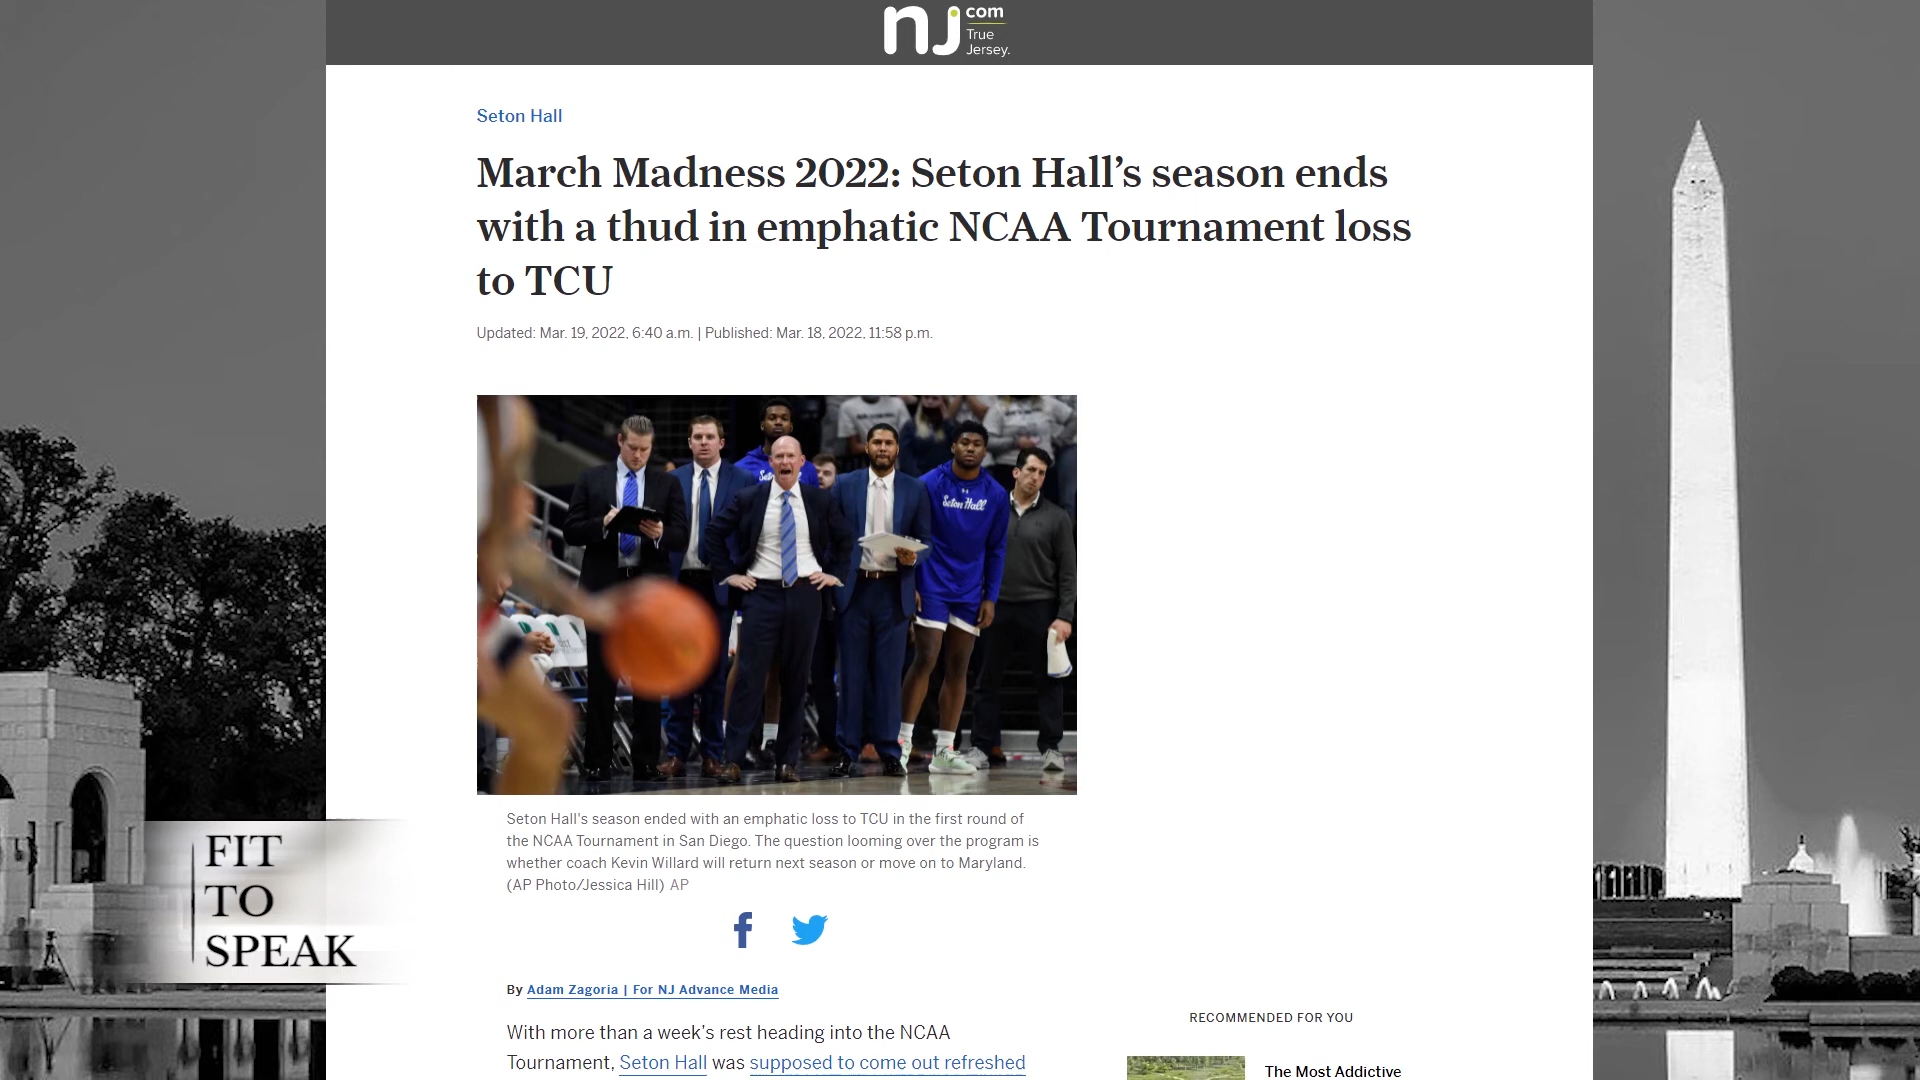 nj
com
True
Jersey.
Seton Hall
March Madness 2022: Seton Hall’s season ends
with a thud in emphatic NCAA Tournament loss
to TCU
Updated: Mar. 19, 2022, 6:40 a.m. | Published: Mar. 18, 2022, 11:58 p.m.
Seton Hall
Seton Hall's season ended with an emphatic loss to TCU in the first round of
the NCAA Tournament in San Diego. The question looming over the program is
whether coach Kevin Willard will return next season or move on to Maryland.
(AP Photo/Jessica Hill) AP
FIT
TO
SPEAK
By Adam Zagoria | For NJ Advance Media
With more than a week’s rest heading into the NCAA
Tournament, Seton Hall was supposed to come out refreshed
RECOMMENDED FOR YOU
The Most Addictive